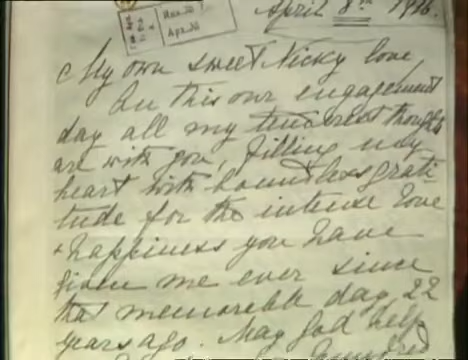 April 8th 1916.
My own sweet Nicky love,
On this our engagement
day all my tenderest thoughts
are with you, filling my
heart with boundless grati-
tude for the intense love
+ happiness you have
given me ever since
that memorable day, 22
years ago. May God help